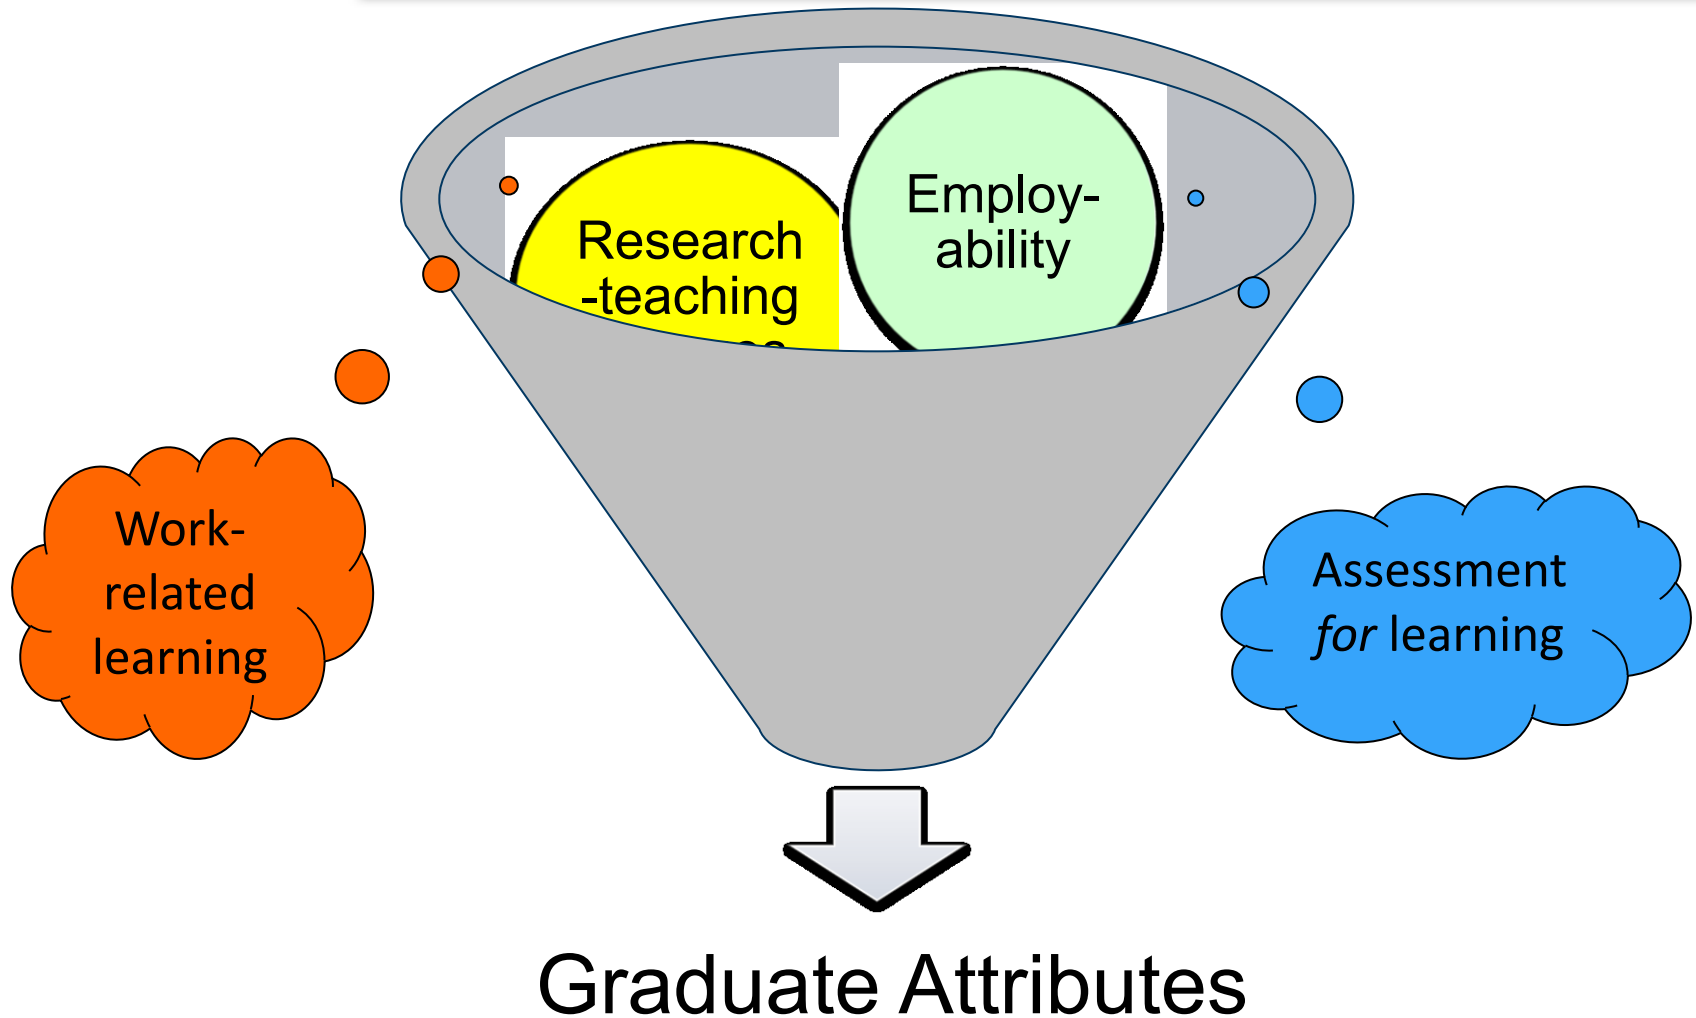 Research
-teaching
Employ-
ability
Work-
related
learning
Assessment
for learning
Graduate Attributes